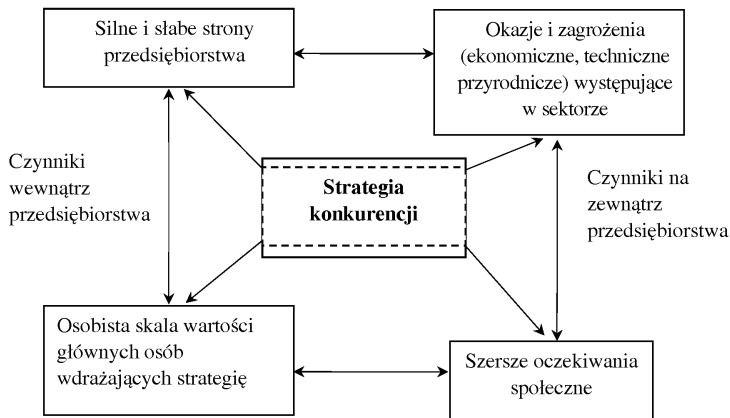 Silne i słabe strony
przedsiębiorstwa
Okazje i zagrożenia
(ekonomiczne, techniczne
przyrodnicze) występujące
w sektorze
Czynniki
wewnątrz
przedsiębiorstwa
Strategia
konkurencji
Czynniki na
zewnątrz
przedsiębiorstwa
Osobista skala wartości
głównych osób
wdrażających strategię
Szersze oczekiwania
społeczne